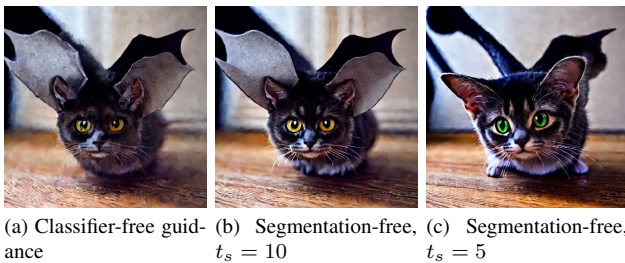 (a) Classifier-free guid-
ance
(b) Segmentation-free,
t_s = 10
(c) Segmentation-free,
t_s = 5